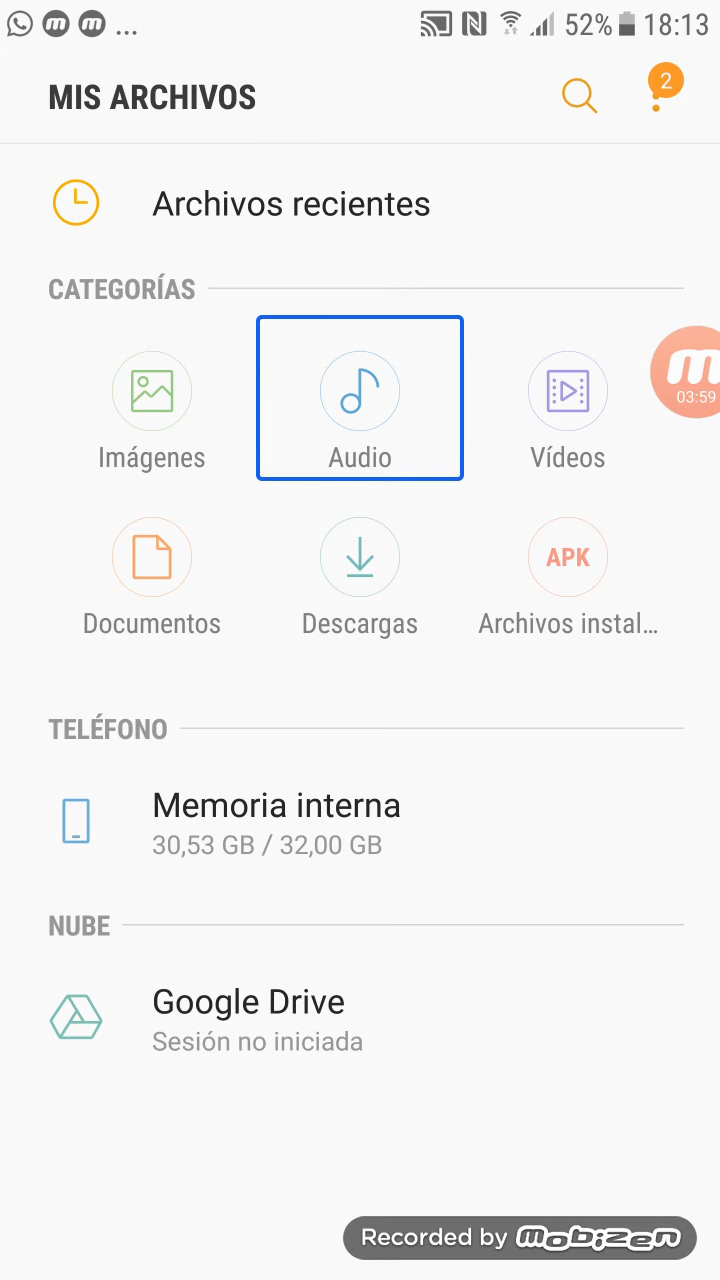 52% 18:13
MIS ARCHIVOS
2
Archivos recientes
CATEGORÍAS
Imágenes Audio Vídeos
m
03:59
APK
Documentos Descargas Archivos instal...
TELÉFONO
Memoria interna
30,53 GB / 32,00 GB
NUBE
Google Drive
Sesión no iniciada
Recorded by mobizen